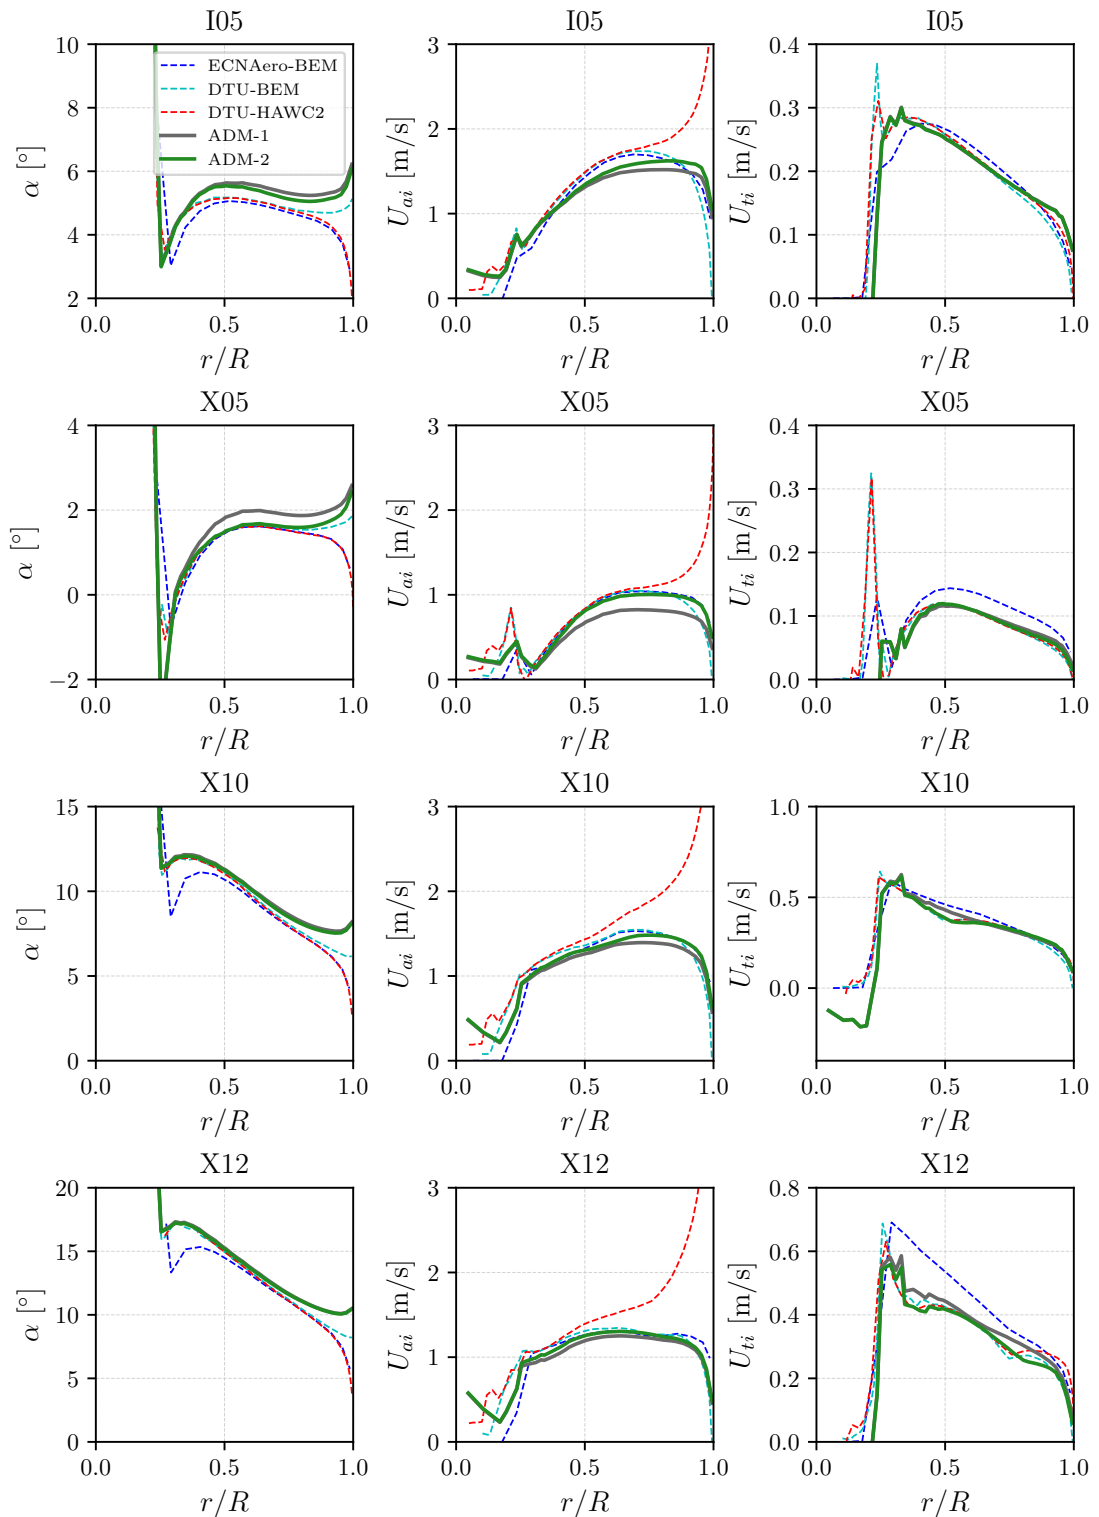 I05 I05 I05
10
8
6
4
2
α [°]
0.0 0.5 1.0
r/R
ECNAero-BEM
DTU-BEM
DTU-HAWC2
ADM-1
ADM-2
3
2
1
0
U_ai [m/s]
0.0 0.5 1.0
r/R
0.4
0.3
0.2
0.1
0.0
U_ti [m/s]
0.0 0.5 1.0
r/R
X05 X05 X05
4
2
0
−2
α [°]
0.0 0.5 1.0
r/R
3
2
1
0
U_ai [m/s]
0.0 0.5 1.0
r/R
0.4
0.3
0.2
0.1
0.0
U_ti [m/s]
0.0 0.5 1.0
r/R
X10 X10 X10
15
10
5
0
α [°]
0.0 0.5 1.0
r/R
3
2
1
0
U_ai [m/s]
0.0 0.5 1.0
r/R
1.0
0.5
0.0
U_ti [m/s]
0.0 0.5 1.0
r/R
X12 X12 X12
20
15
10
5
0
α [°]
0.0 0.5 1.0
r/R
3
2
1
0
U_ai [m/s]
0.0 0.5 1.0
r/R
0.8
0.6
0.4
0.2
0.0
U_ti [m/s]
0.0 0.5 1.0
r/R